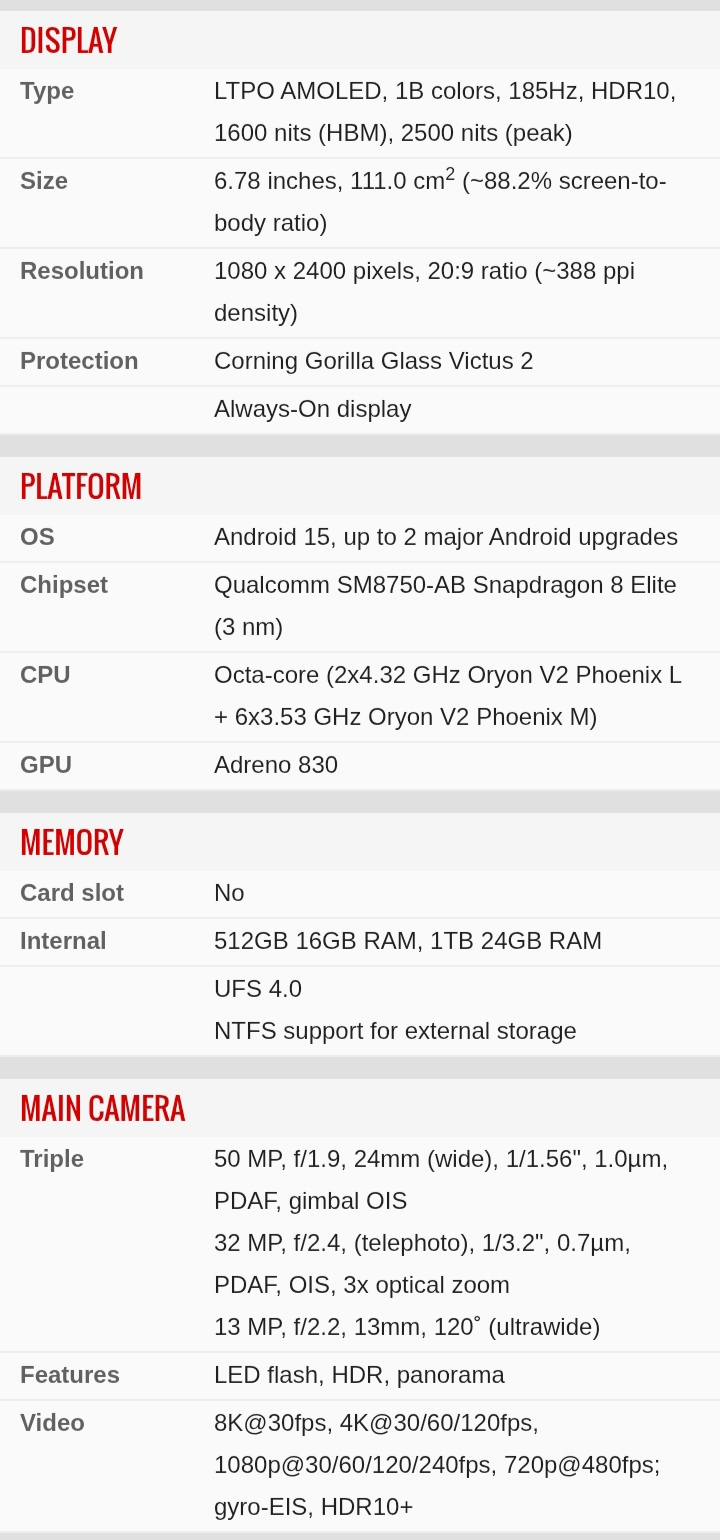 DISPLAY
Type LTPO AMOLED, 1B colors, 185Hz, HDR10,
1600 nits (HBM), 2500 nits (peak)
Size 6.78 inches, 111.0 cm² (~88.2% screen-to-
body ratio)
Resolution 1080 x 2400 pixels, 20:9 ratio (~388 ppi
density)
Protection Corning Gorilla Glass Victus 2
Always-On display
PLATFORM
OS Android 15, up to 2 major Android upgrades
Chipset Qualcomm SM8750-AB Snapdragon 8 Elite
(3 nm)
CPU Octa-core (2x4.32 GHz Oryon V2 Phoenix L
+ 6x3.53 GHz Oryon V2 Phoenix M)
GPU Adreno 830
MEMORY
Card slot No
Internal 512GB 16GB RAM, 1TB 24GB RAM
UFS 4.0
NTFS support for external storage
MAIN CAMERA
Triple 50 MP, f/1.9, 24mm (wide), 1/1.56", 1.0µm,
PDAF, gimbal OIS
32 MP, f/2.4, (telephoto), 1/3.2", 0.7µm,
PDAF, OIS, 3x optical zoom
13 MP, f/2.2, 13mm, 120˚ (ultrawide)
Features LED flash, HDR, panorama
Video 8K@30fps, 4K@30/60/120fps,
1080p@30/60/120/240fps, 720p@480fps;
gyro-EIS, HDR10+